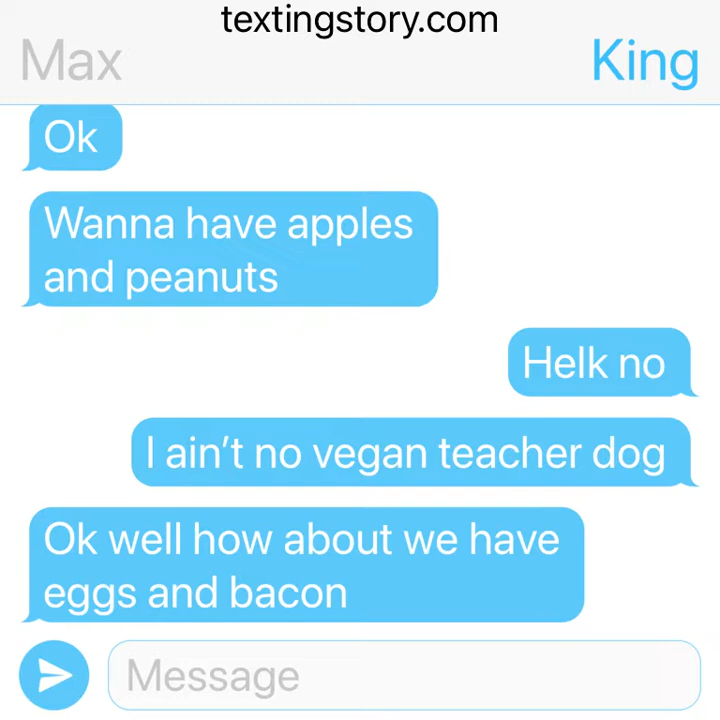 textingstory.com
Max
King
Ok
Wanna have apples
and peanuts
Helk no
I ain’t no vegan teacher dog
Ok well how about we have
eggs and bacon
Message